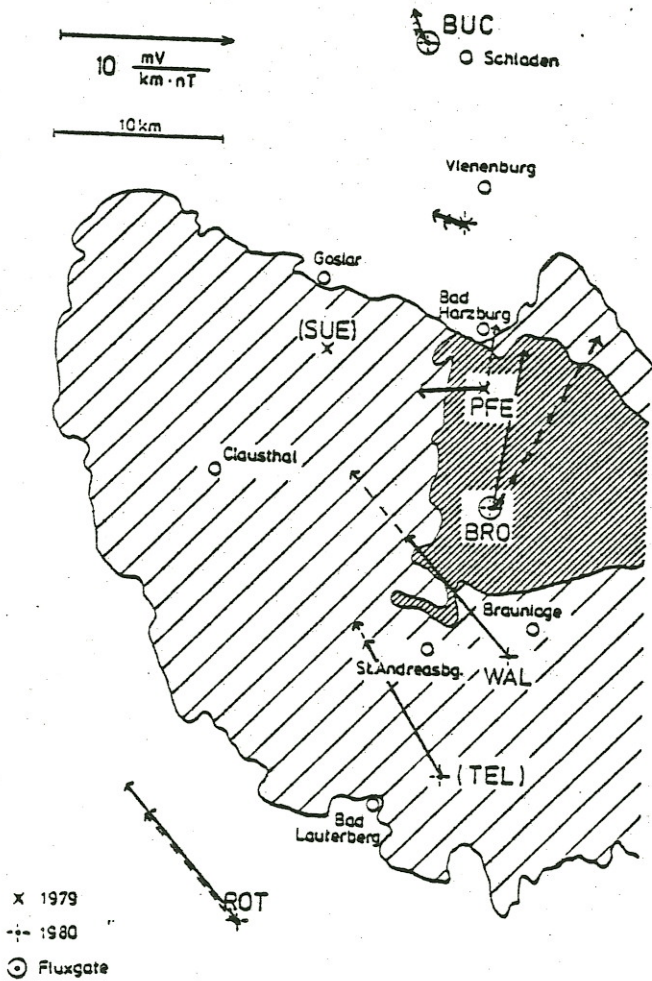 BUC
Schladen
10 mV
km·nT
10 km
Vienenburg
Goslar
Bad
Harzburg
(SUE)
PFE
Clausthal
BRO
Braunlage
St.Andreasbg.
WAL
(TEL)
Bad
Lauterberg
ROT
1979
1980 "
Fluxgate